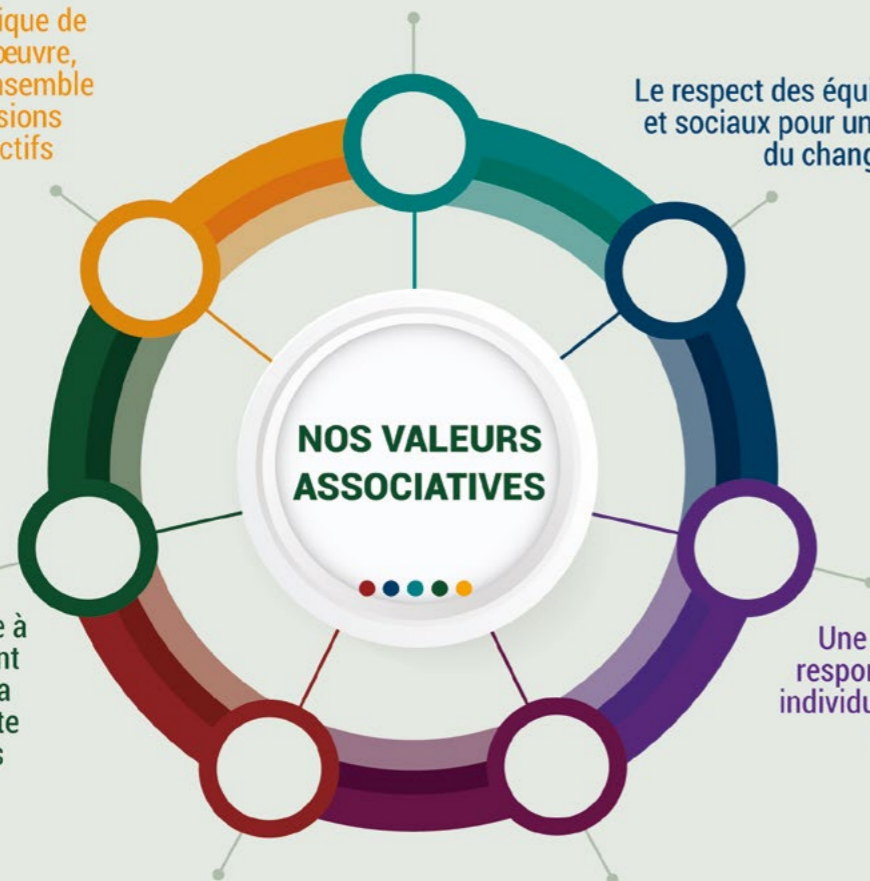 ique de
œuvre,
nsemble
sions
ctifs
Le respect des équi
et sociaux pour un
du chang
NOS VALEURS
ASSOCIATIVES
e à
nt
a
te
s
Une
respon
individu